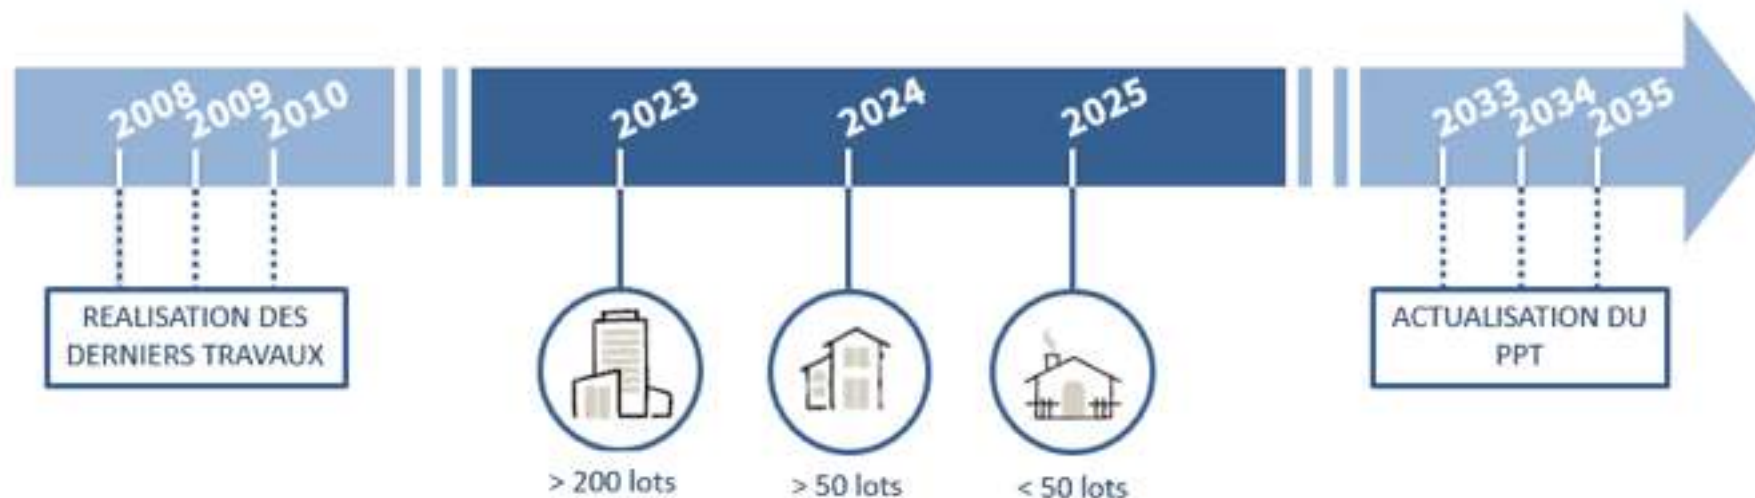 2008
2009
2010
2023
2024
2025
2033
2034
2035
REALISATION DES
DERNIERS TRAVAUX
> 200 lots
> 50 lots
< 50 lots
ACTUALISATION DU
PPT